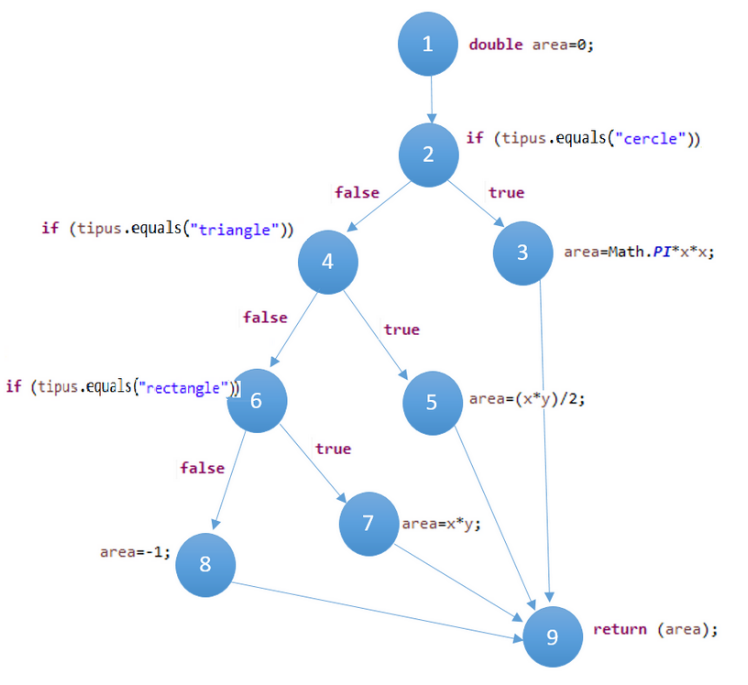 1 double area=0;
if (tipus.equals("cercle"))
2
false true
if (tipus.equals("triangle"))
4
3 area=Math.PI*x*x;
false
true
if (tipus.equals("rectangle"))
6
5 area=(x*y)/2;
true
false
7 area=x*y;
area=-1; 8
9 return (area);